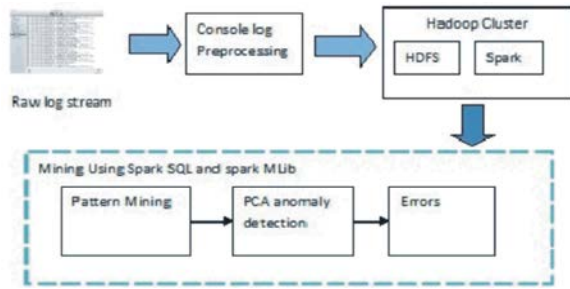 Console log
Preprocessing
Hadoop Cluster
HDFS
Spark
Raw log stream
Mining Using Spark SQL and spark MLib
Pattern Mining
PCA anomaly
detection
Errors